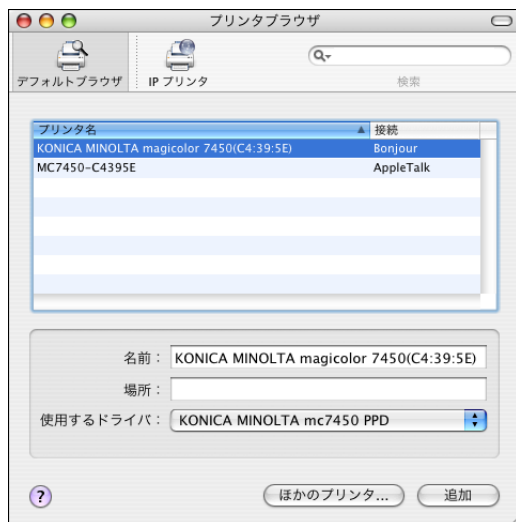 プリンタブラウザ
デフォルトブラウザ IP プリンタ 検索
プリンタ名 接続
KONICA MINOLTA magicolor 7450(C4:39:5E) Bonjour
MC7450-C4395E AppleTalk
名前： KONICA MINOLTA magicolor 7450(C4:39:5E)
場所：
使用するドライバ： KONICA MINOLTA mc7450 PPD
? ほかのプリンタ... 追加